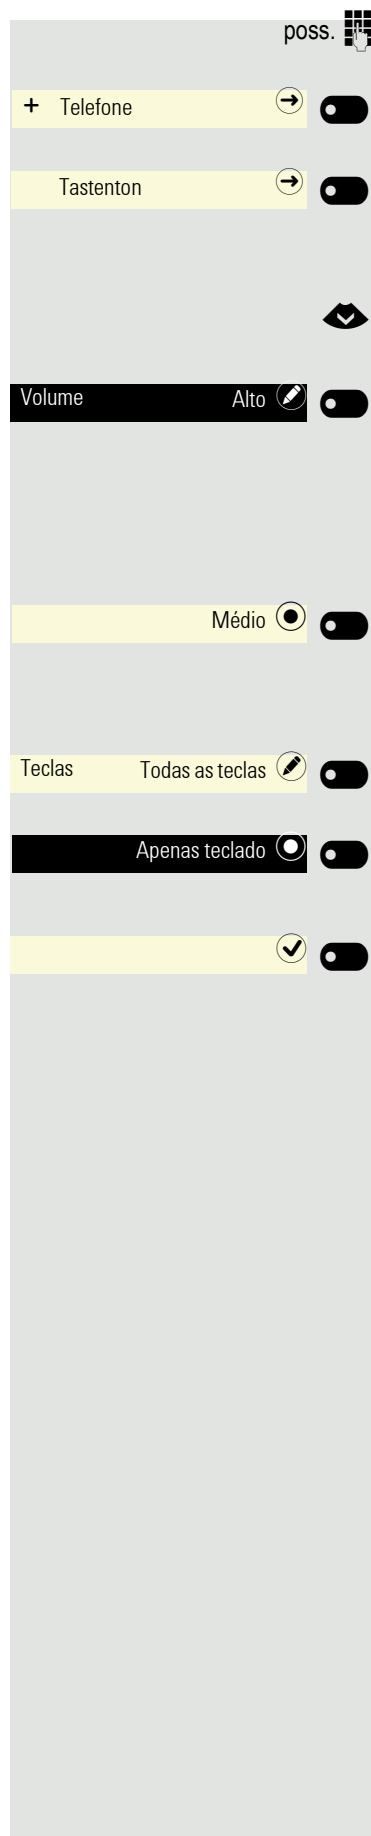 poss.
+ Telefone
Tastenton
Volume Alto
Médio
Teclas Todas as teclas
Apenas teclado